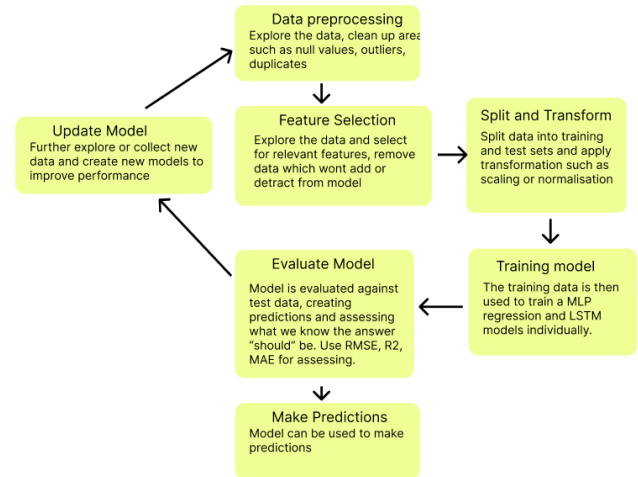 Data preprocessing
Explore the data, clean up area
such as null values, outliers,
duplicates
Feature Selection
Explore the data and select
for relevant features, remove
data which wont add or
detract from model
Split and Transform
Split data into training
and test sets and apply
transformation such as
scaling or normalisation
Training model
The training data is then
used to train a MLP
regression and LSTM
models individually.
Evaluate Model
Model is evaluated against
test data, creating
predictions and assessing
what we know the answer
"should" be. Use RMSE, R2,
MAE for assessing.
Update Model
Further explore or collect new
data and create new models to
improve performance
Make Predictions
Model can be used to make
predictions